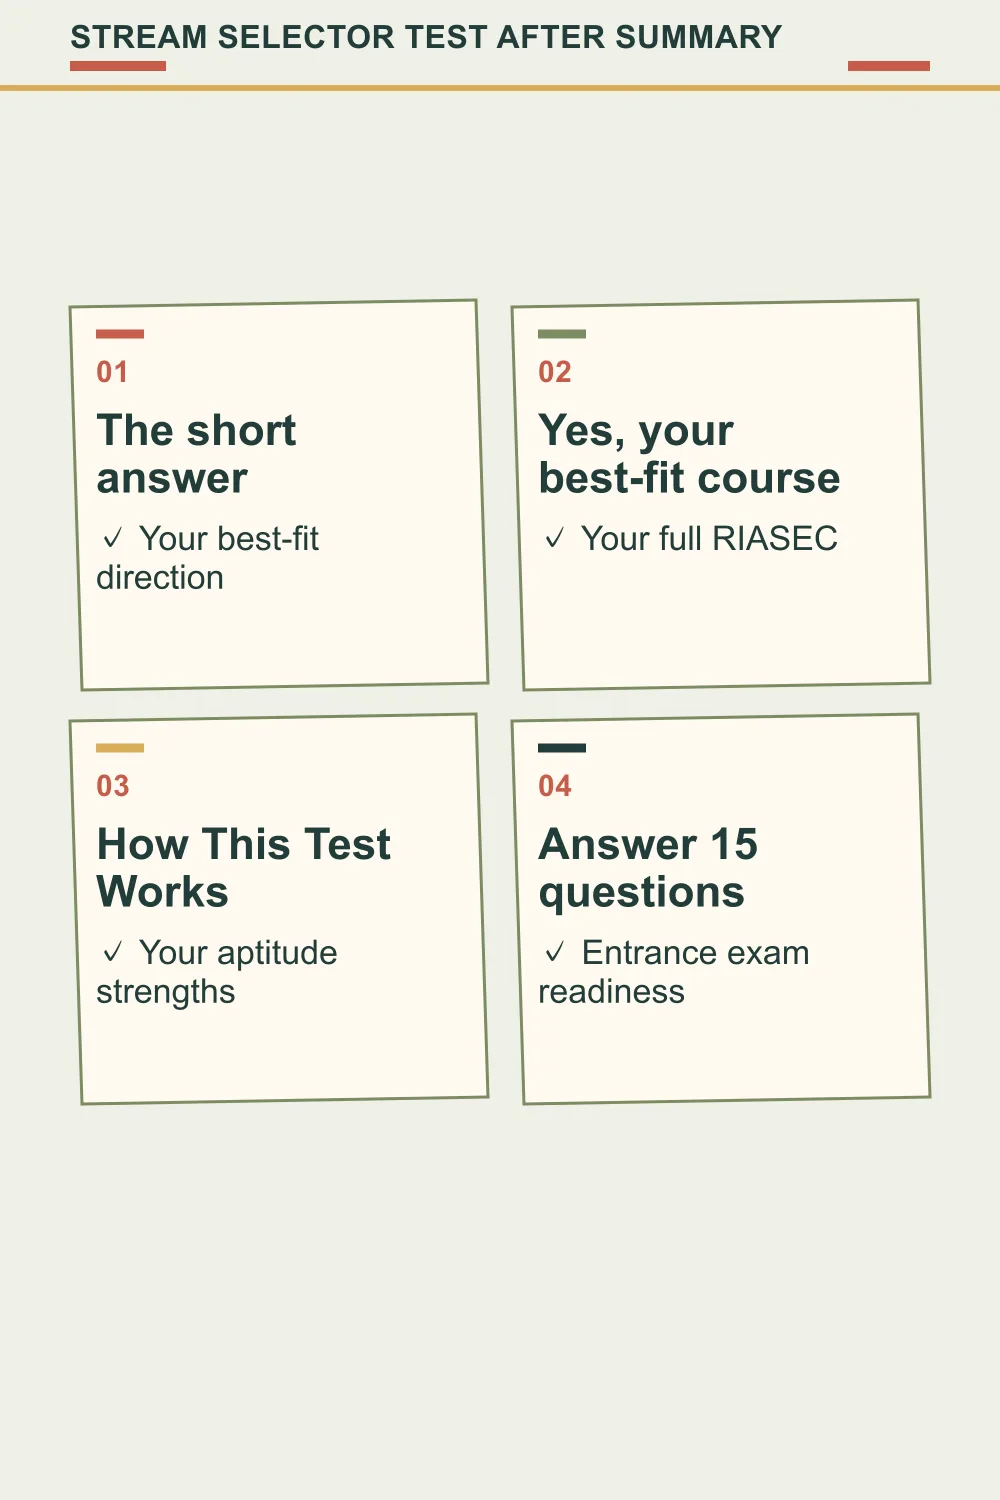 STREAM SELECTOR TEST AFTER SUMMARY
01
The short
answer
✓ Your best-fit
direction
02
Yes, your
best-fit course
✓ Your full RIASEC
03
How This Test
Works
✓ Your aptitude
strengths
04
Answer 15
questions
✓ Entrance exam
readiness